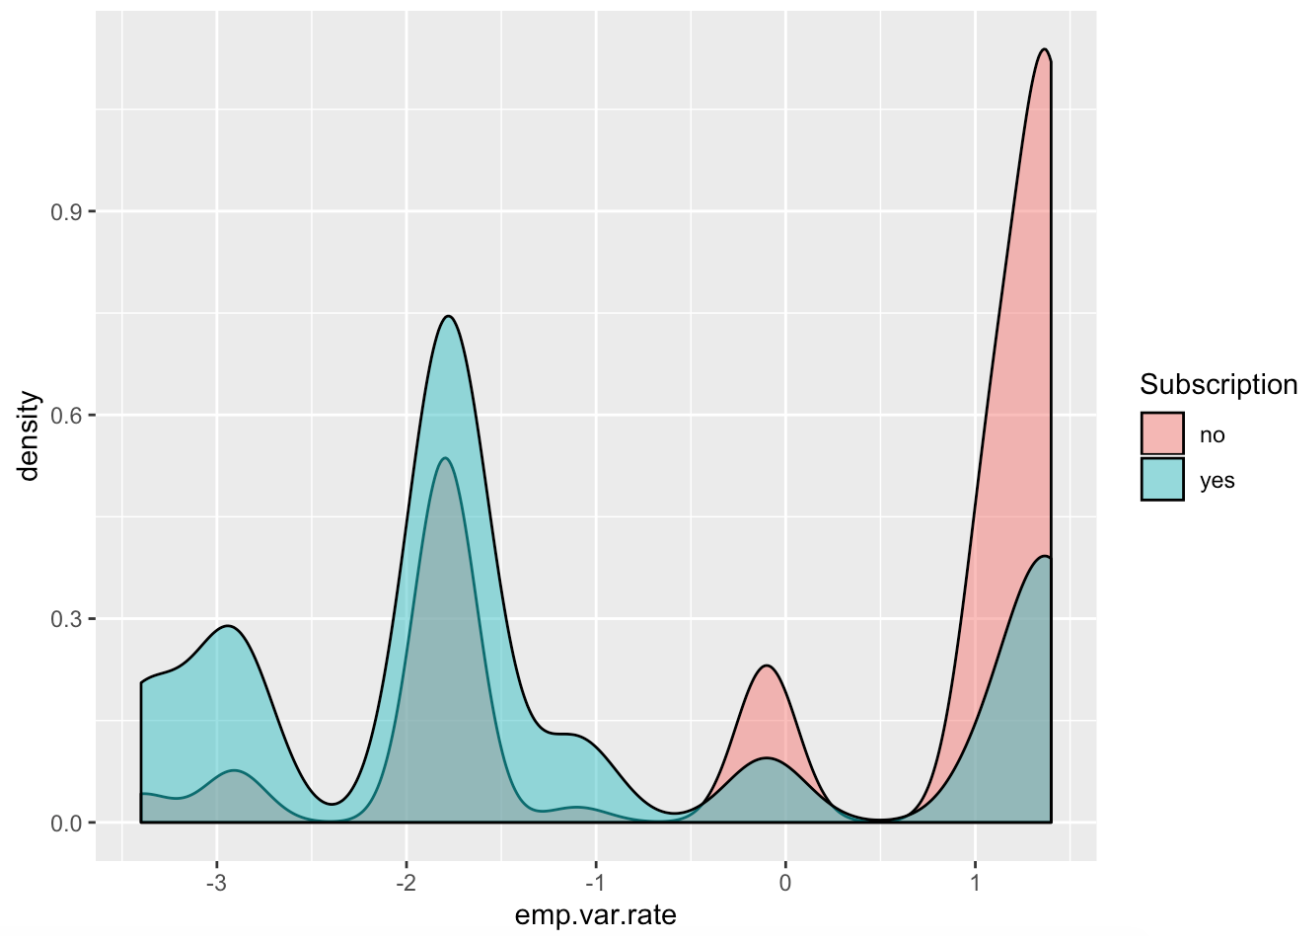 0.9
0.6
0.3
0.0
density
-3 -2 -1 0 1
emp.var.rate
Subscription
no
yes